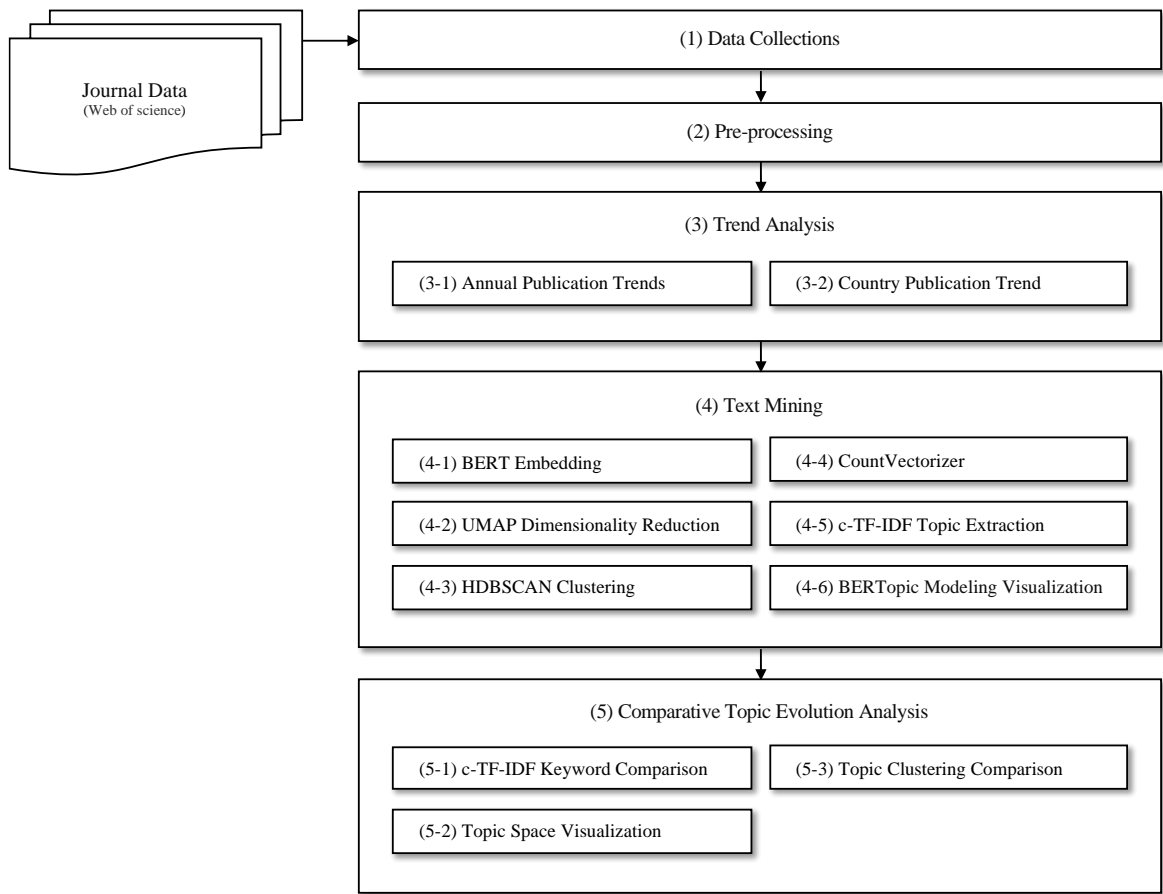 Journal Data
(Web of science)
(1) Data Collections
(2) Pre-processing
(3) Trend Analysis
(3-1) Annual Publication Trends
(3-2) Country Publication Trend
(4) Text Mining
(4-1) BERT Embedding
(4-4) CountVectorizer
(4-2) UMAP Dimensionality Reduction
(4-5) c-TF-IDF Topic Extraction
(4-3) HDBSCAN Clustering
(4-6) BERTopic Modeling Visualization
(5) Comparative Topic Evolution Analysis
(5-1) c-TF-IDF Keyword Comparison
(5-3) Topic Clustering Comparison
(5-2) Topic Space Visualization